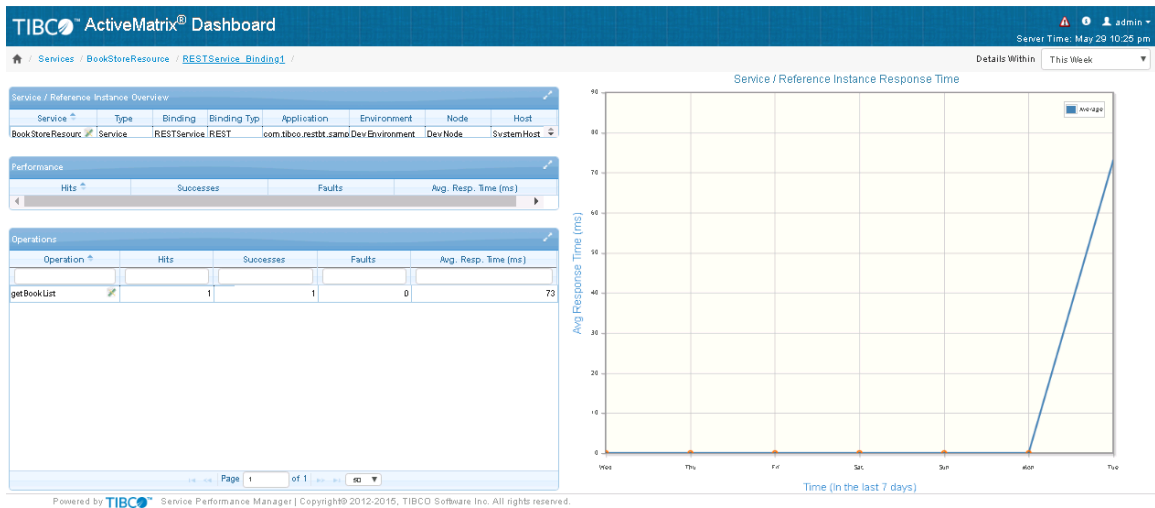 TIBCO™ ActiveMatrix® Dashboard
admin
Server Time: May 29 10:25 pm
/ Services / BookStoreResource / RESTService_Binding1 /
Details Within This Week
Service / Reference Instance Overview
Service Type Binding Binding Typ Application Environment Node Host
BookStoreResourc Service RESTService REST com.tibco.restbt.samp DevEnvironment DevNode SystemHost
Performance
Hits Successes Faults Avg. Resp. Time (ms)
Operations
Operation Hits Successes Faults Avg. Resp. Time (ms)
getBookList 1 1 0 73
Page 1 of 1 50
Service / Reference Instance Response Time
Average
90
80
70
60
50
40
30
20
10
0
Avg Response Time (ms)
Wed Thu Fri Sat Sun Mon Tue
Time (In the last 7 days)
Powered by TIBCO™ Service Performance Manager | Copyright© 2012-2015, TIBCO Software Inc. All rights reserved.